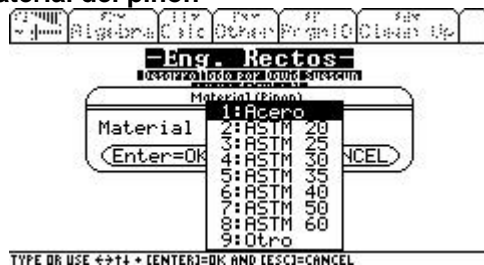 Material del piñon
Algebra Calc Other PrgmIO Clean Up
-Eng. Rectos-
Desarrollado por David Suescun
Material (Pinon)
Material
1:Acero
2:ASTM 20
3:ASTM 25
4:ASTM 30
5:ASTM 35
6:ASTM 40
7:ASTM 50
8:ASTM 60
9:Otro
Enter=OK NCEL
TYPE OR USE ←→↑↓ + [ENTER]=OK AND [ESC]=CANCEL